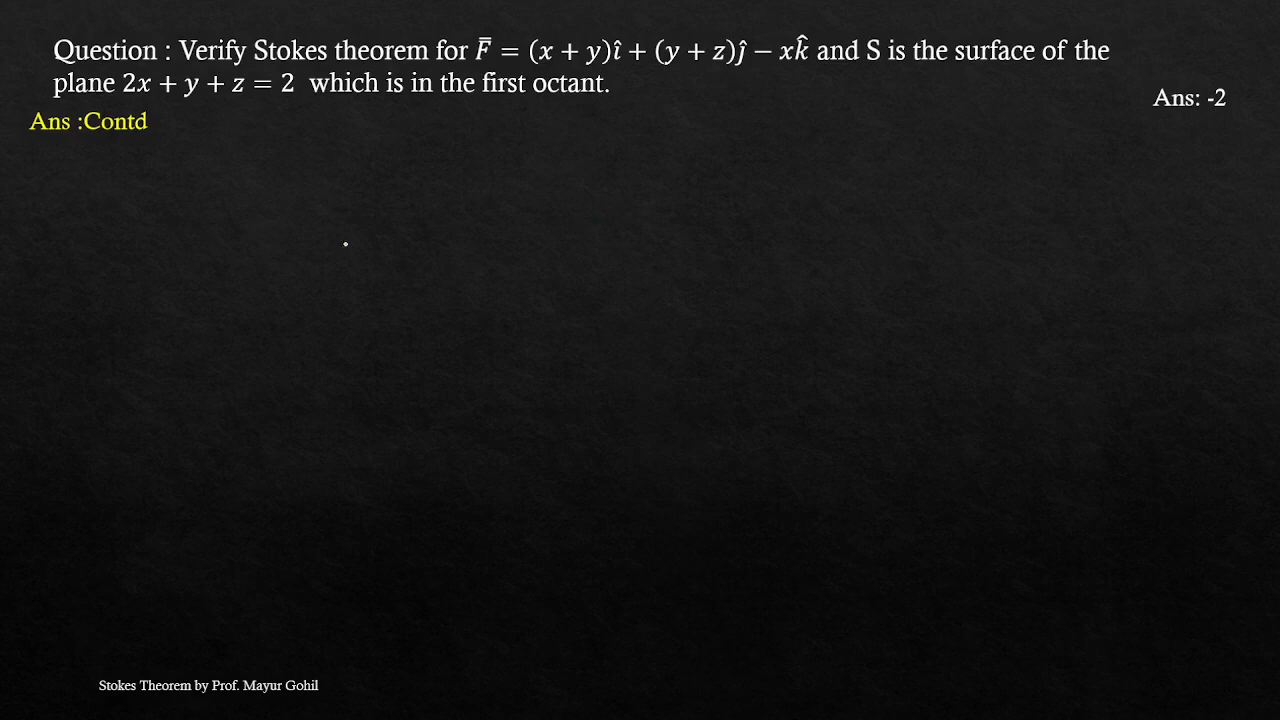 Question : Verify Stokes theorem for F̄ = (x + y)î + (y + z)ĵ − xk̂ and S is the surface of the
plane 2x + y + z = 2 which is in the first octant.
Ans: -2
Ans :Contd
Stokes Theorem by Prof. Mayur Gohil